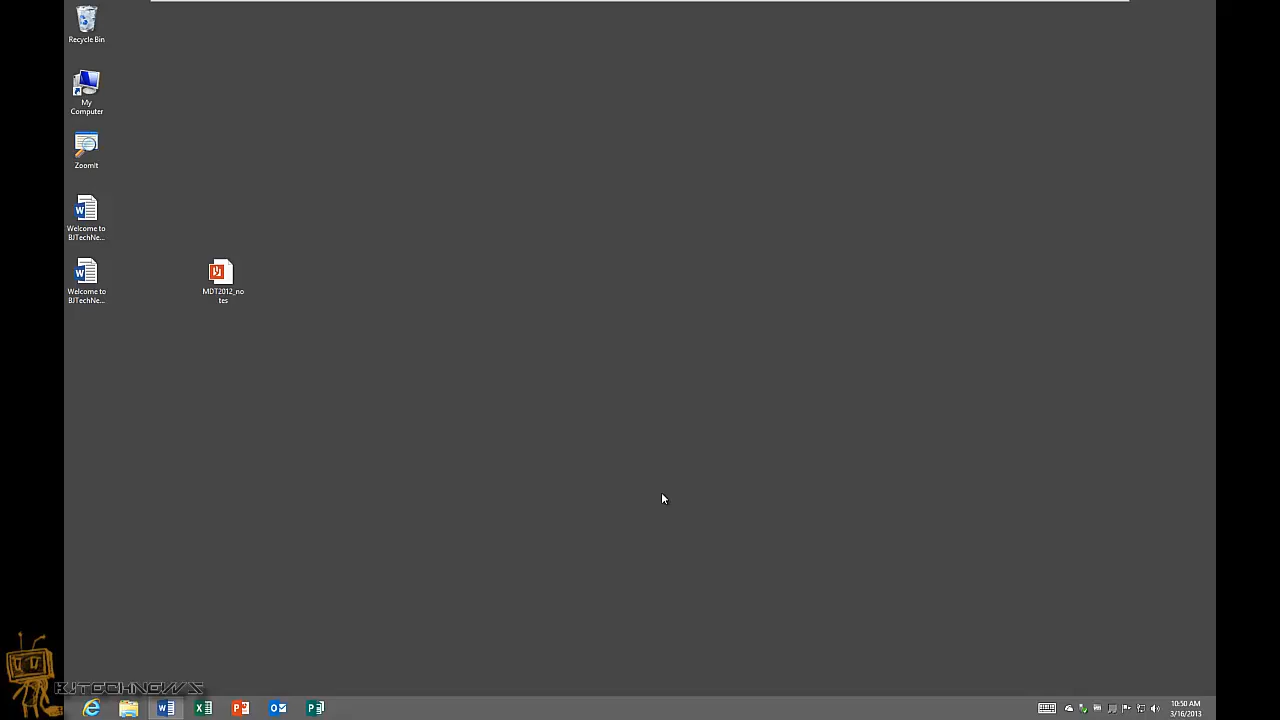 Recycle Bin
My
Computer
ZoomIt
Welcome to
BJTechNe...
Welcome to
BJTechNe...
MDT2012_no
tes
BJTECHNEWS
10:50 AM
3/16/2013